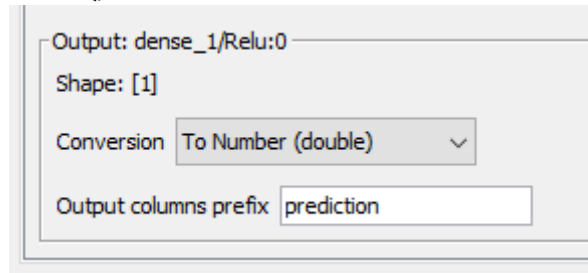 Output: dense_1/Relu:0
Shape: [1]
Conversion To Number (double)
Output columns prefix prediction